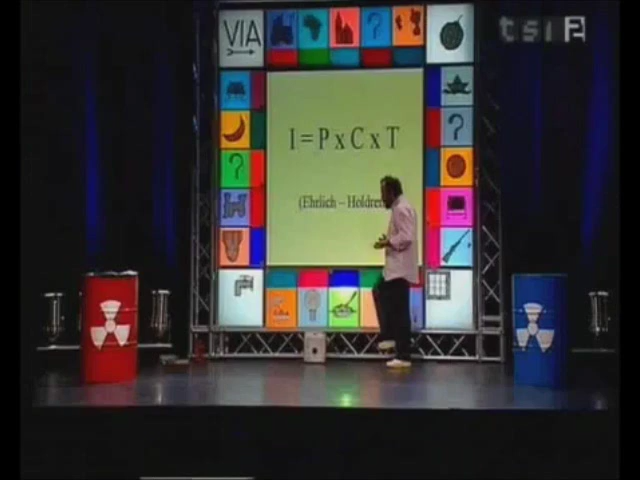 VIA
tsi 2
I = P x C x T
(Ehrlich – Holdren